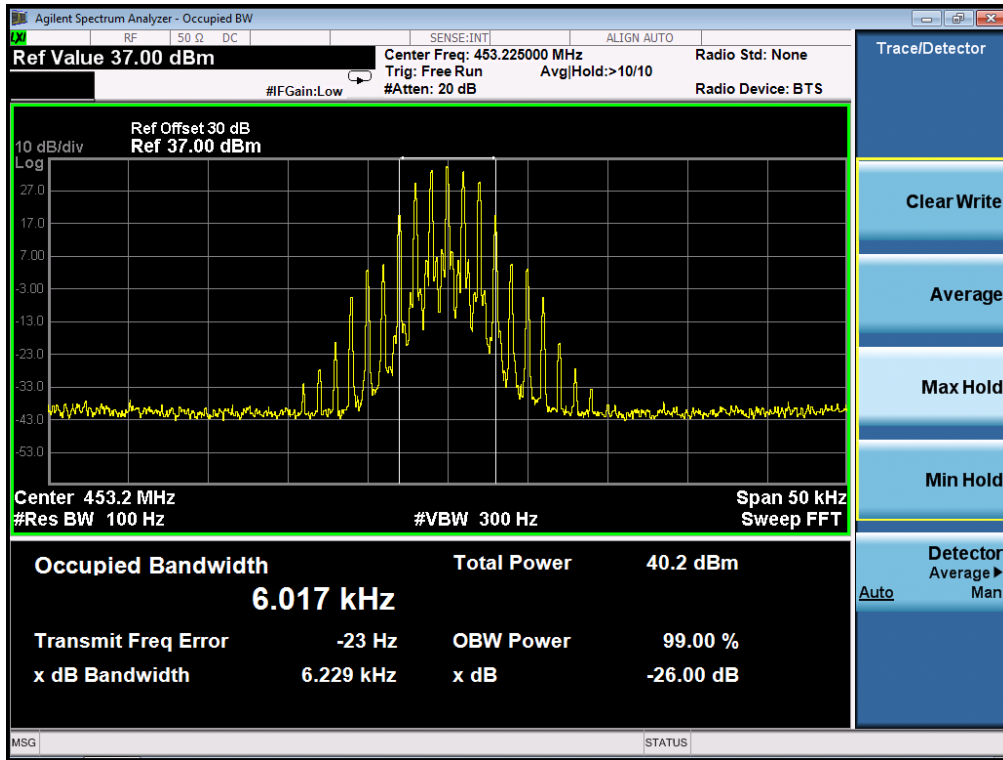 Agilent Spectrum Analyzer - Occupied BW
LXI RF 50 Ω DC SENSE:INT ALIGN AUTO
Ref Value 37.00 dBm
Center Freq: 453.225000 MHz Radio Std: None
Trig: Free Run Avg|Hold:>10/10
#IFGain:Low #Atten: 20 dB Radio Device: BTS
Ref Offset 30 dB
10 dB/div Ref 37.00 dBm
Log
27.0
17.0
7.00
-3.00
-13.0
-23.0
-33.0
-43.0
-53.0
Center 453.2 MHz Span 50 kHz
#Res BW 100 Hz #VBW 300 Hz Sweep FFT
Occupied Bandwidth Total Power 40.2 dBm
6.017 kHz
Transmit Freq Error -23 Hz OBW Power 99.00 %
x dB Bandwidth 6.229 kHz x dB -26.00 dB
MSG STATUS
Trace/Detector
Clear Write
Average
Max Hold
Min Hold
Detector
Average
Auto Man